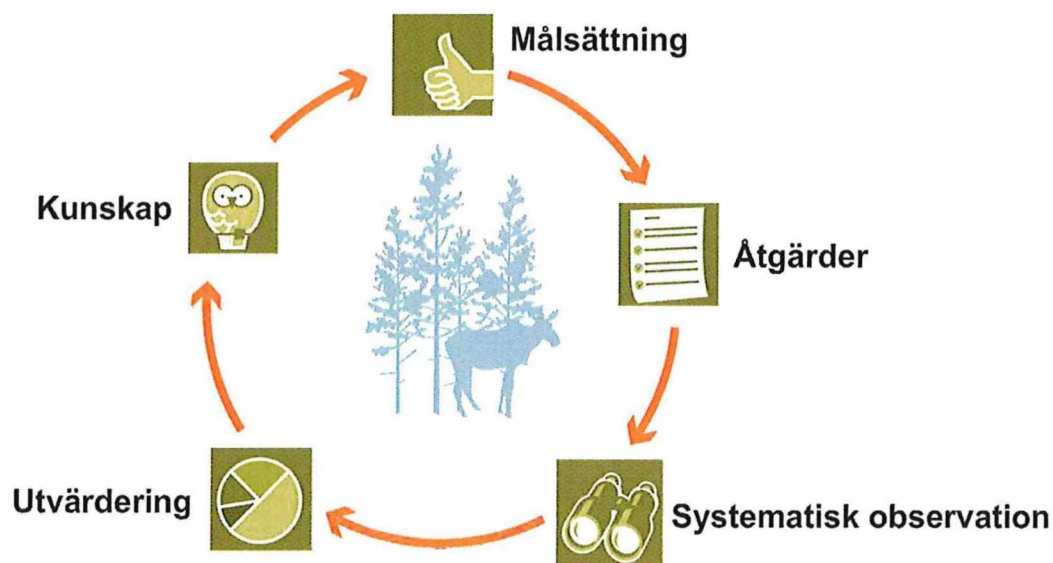 Målsättning
Åtgärder
Systematisk observation
Utvärdering
Kunskap